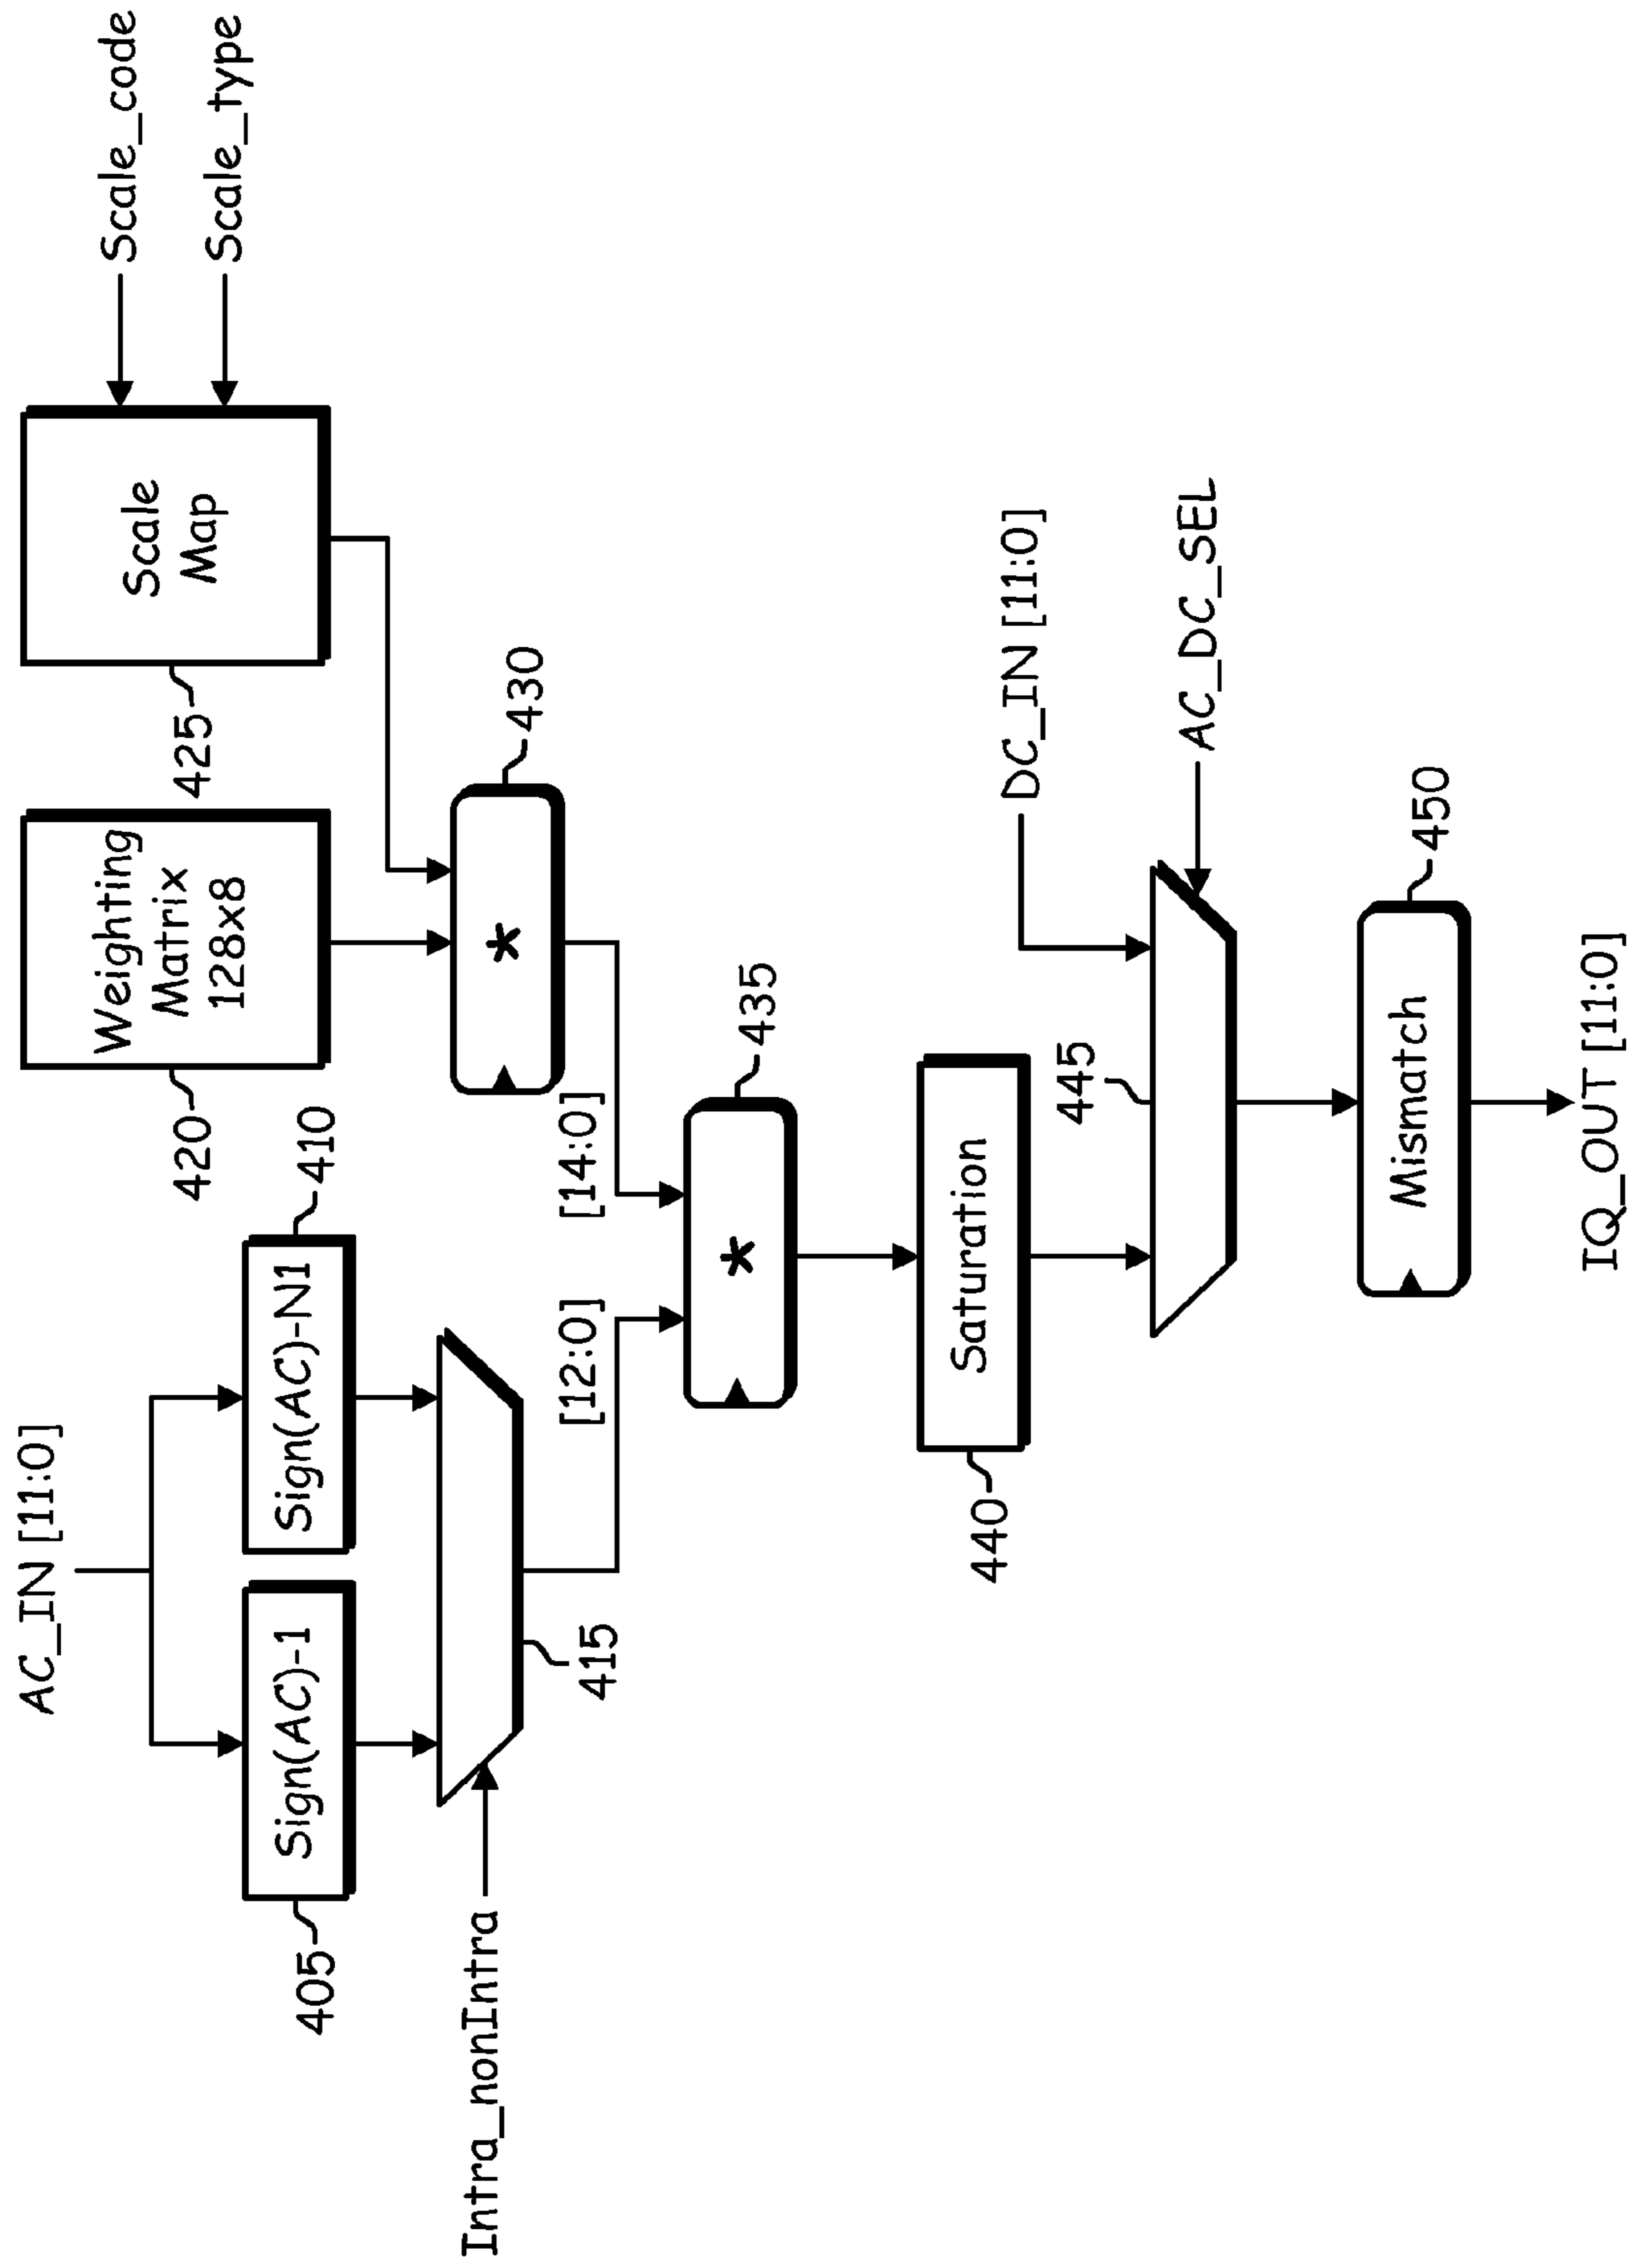 AC_IN [11:0]
Sign(AC)-1
405
Sign(AC)-N1
410
Intra_nonIntra
415
Weighting
Matrix
128x8
420
Scale
Map
425
Scale_code
Scale_type
*
430
[12:0]
[14:0]
*
435
Saturation
440
DC_IN [11:0]
445
AC_DC_SEL
Mismatch
450
IQ_OUT [11:0]